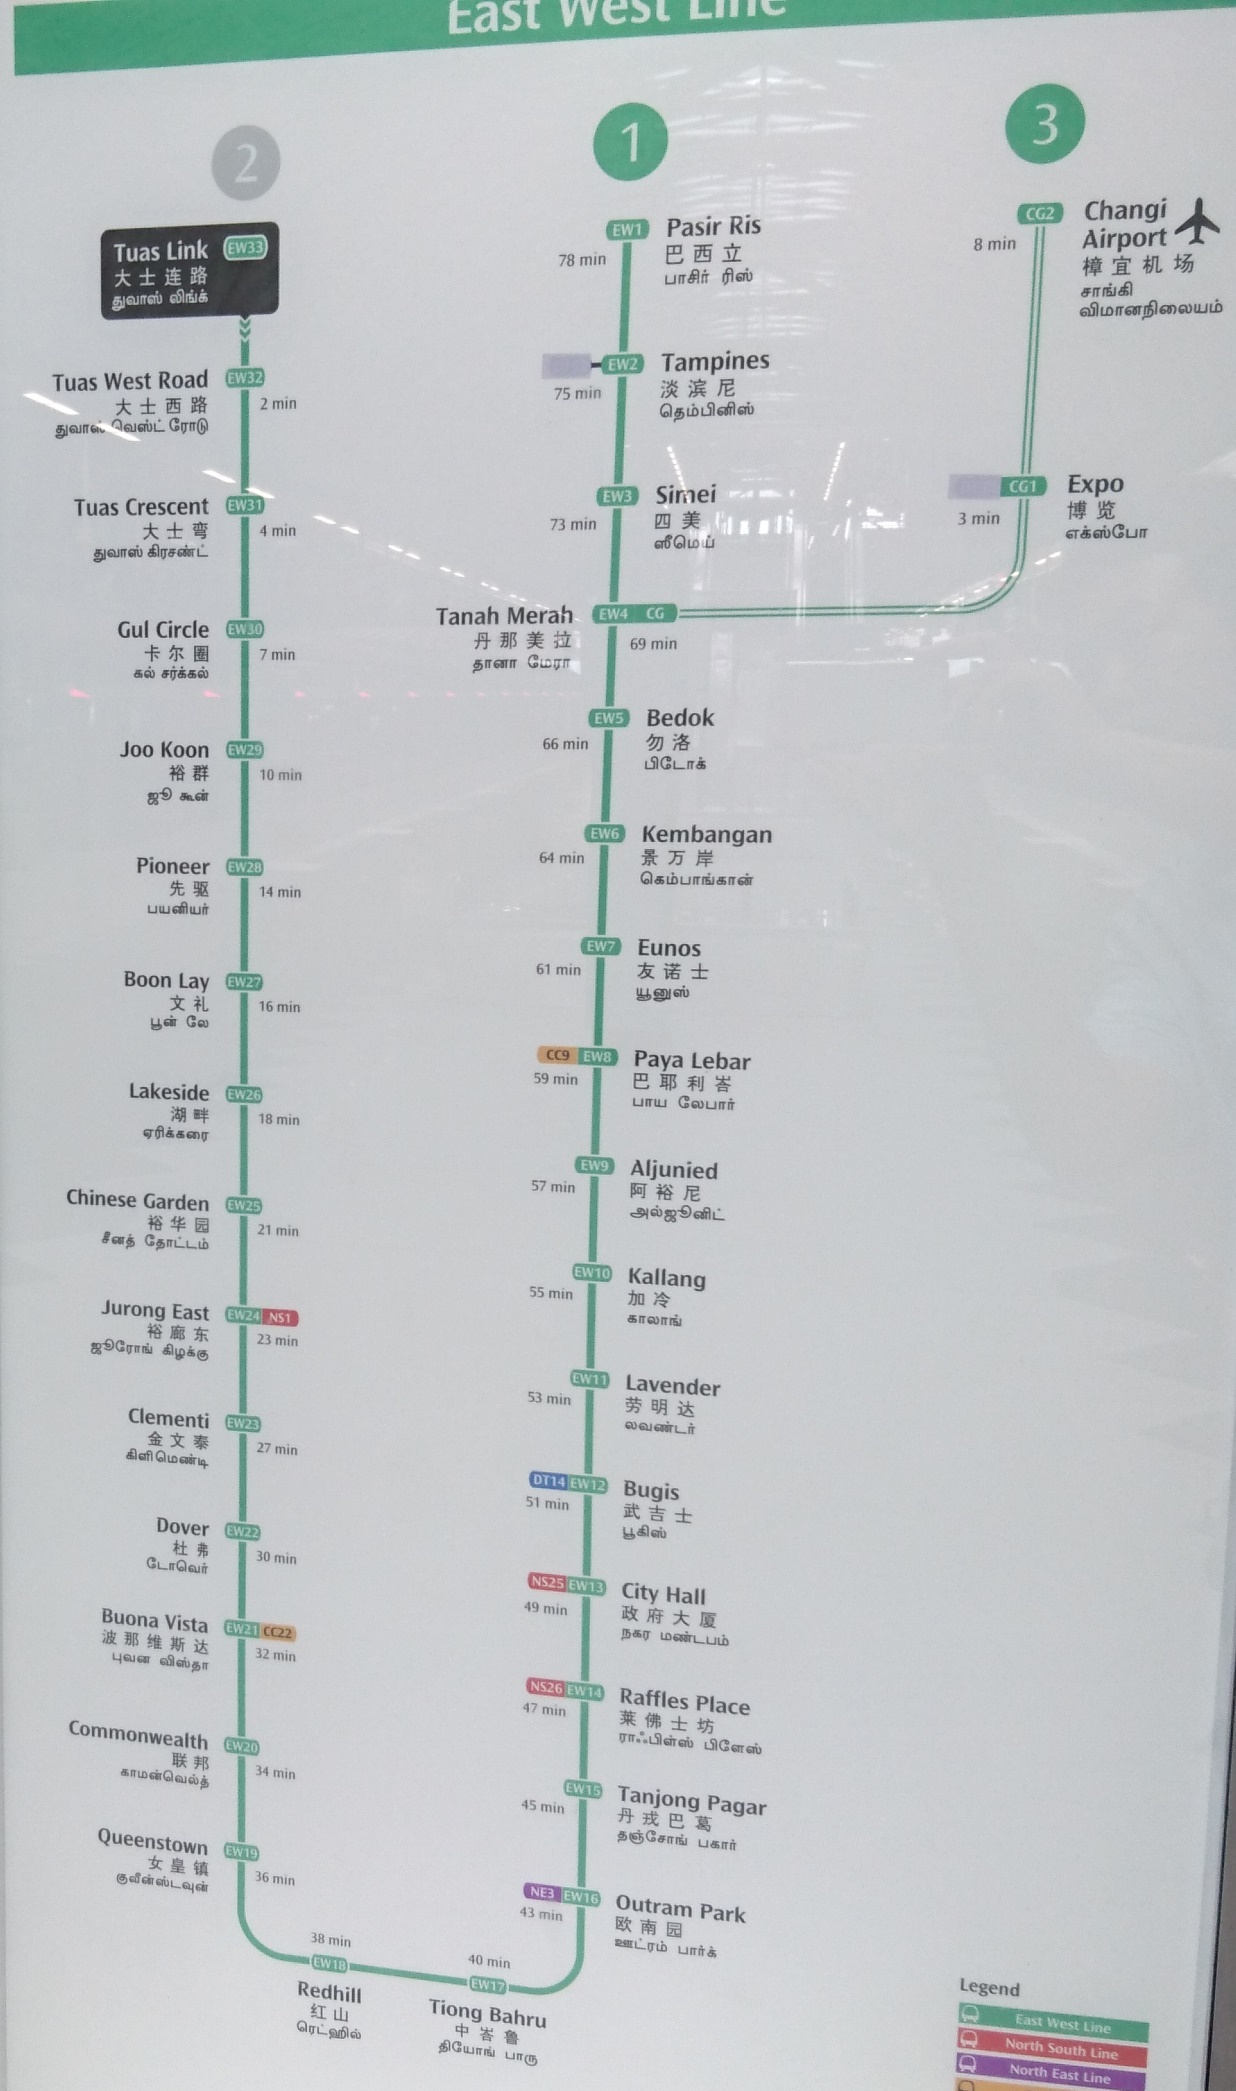 East West Line
2
Tuas Link EW33
大士连路
துவாஸ் லிங்க்
Tuas West Road EW32
大士西路 2 min
துவாஸ் வெஸ்ட் ரோடு
Tuas Crescent EW31
大士弯 4 min
துவாஸ் கிரசண்ட்
Gul Circle EW30
卡尔圈 7 min
கல் சர்க்கல்
Joo Koon EW29
裕群 10 min
ஜூ கூன்
Pioneer EW28
先驱 14 min
பயனியர்
Boon Lay EW27
文礼 16 min
பூன் லே
Lakeside EW26
湖畔 18 min
ஏரிக்கரை
Chinese Garden EW25
裕华园 21 min
சீனத் தோட்டம்
Jurong East EW24 NS1
裕廊东 23 min
ஜூரோங் கிழக்கு
Clementi EW23
金文泰 27 min
கிளிமெண்டி
Dover EW22
杜弗 30 min
டோவெர்
Buona Vista EW21 CC22
波那维斯达 32 min
புவன விஸ்தா
Commonwealth EW20
联邦 34 min
காமன்வெல்த்
Queenstown EW19
女皇镇 36 min
குவீன்ஸ்டவுன்
38 min
EW18
Redhill
红山
ரெட்ஹில்
40 min
EW17
Tiong Bahru
中峇鲁
தியோங் பாரு
1
EW1 Pasir Ris
78 min 巴西立
பாசிர் ரிஸ்
EW2 Tampines
75 min 淡滨尼
தெம்பினிஸ்
EW3 Simei
73 min 四美
ஸீமெய்
Tanah Merah EW4 CG
丹那美拉 69 min
தானா மேரா
EW5 Bedok
66 min 勿洛
பிடோக்
EW6 Kembangan
64 min 景万岸
கெம்பாங்கான்
EW7 Eunos
61 min 友诺士
யூனுஸ்
CC9 EW8 Paya Lebar
59 min 巴耶利峇
பாய லேபார்
EW9 Aljunied
57 min 阿裕尼
அல்ஜூனிட்
EW10 Kallang
55 min 加冷
காலாங்
EW11 Lavender
53 min 劳明达
லவண்டர்
DT14 EW12 Bugis
51 min 武吉士
பூகிஸ்
NS25 EW13 City Hall
49 min 政府大厦
நகர மண்டபம்
NS26 EW14 Raffles Place
47 min 莱佛士坊
ராஃபிள்ஸ் பிளேஸ்
EW15 Tanjong Pagar
45 min 丹戎巴葛
தஞ்சோங் பகார்
NE3 EW16 Outram Park
43 min 欧南园
ஊட்ரம் பார்க்
3
CG2 Changi
8 min Airport
樟宜机场
சாங்கி
விமானநிலையம்
CG1 Expo
3 min 博览
எக்ஸ்போ
Legend
East West Line
North South Line
North East Line